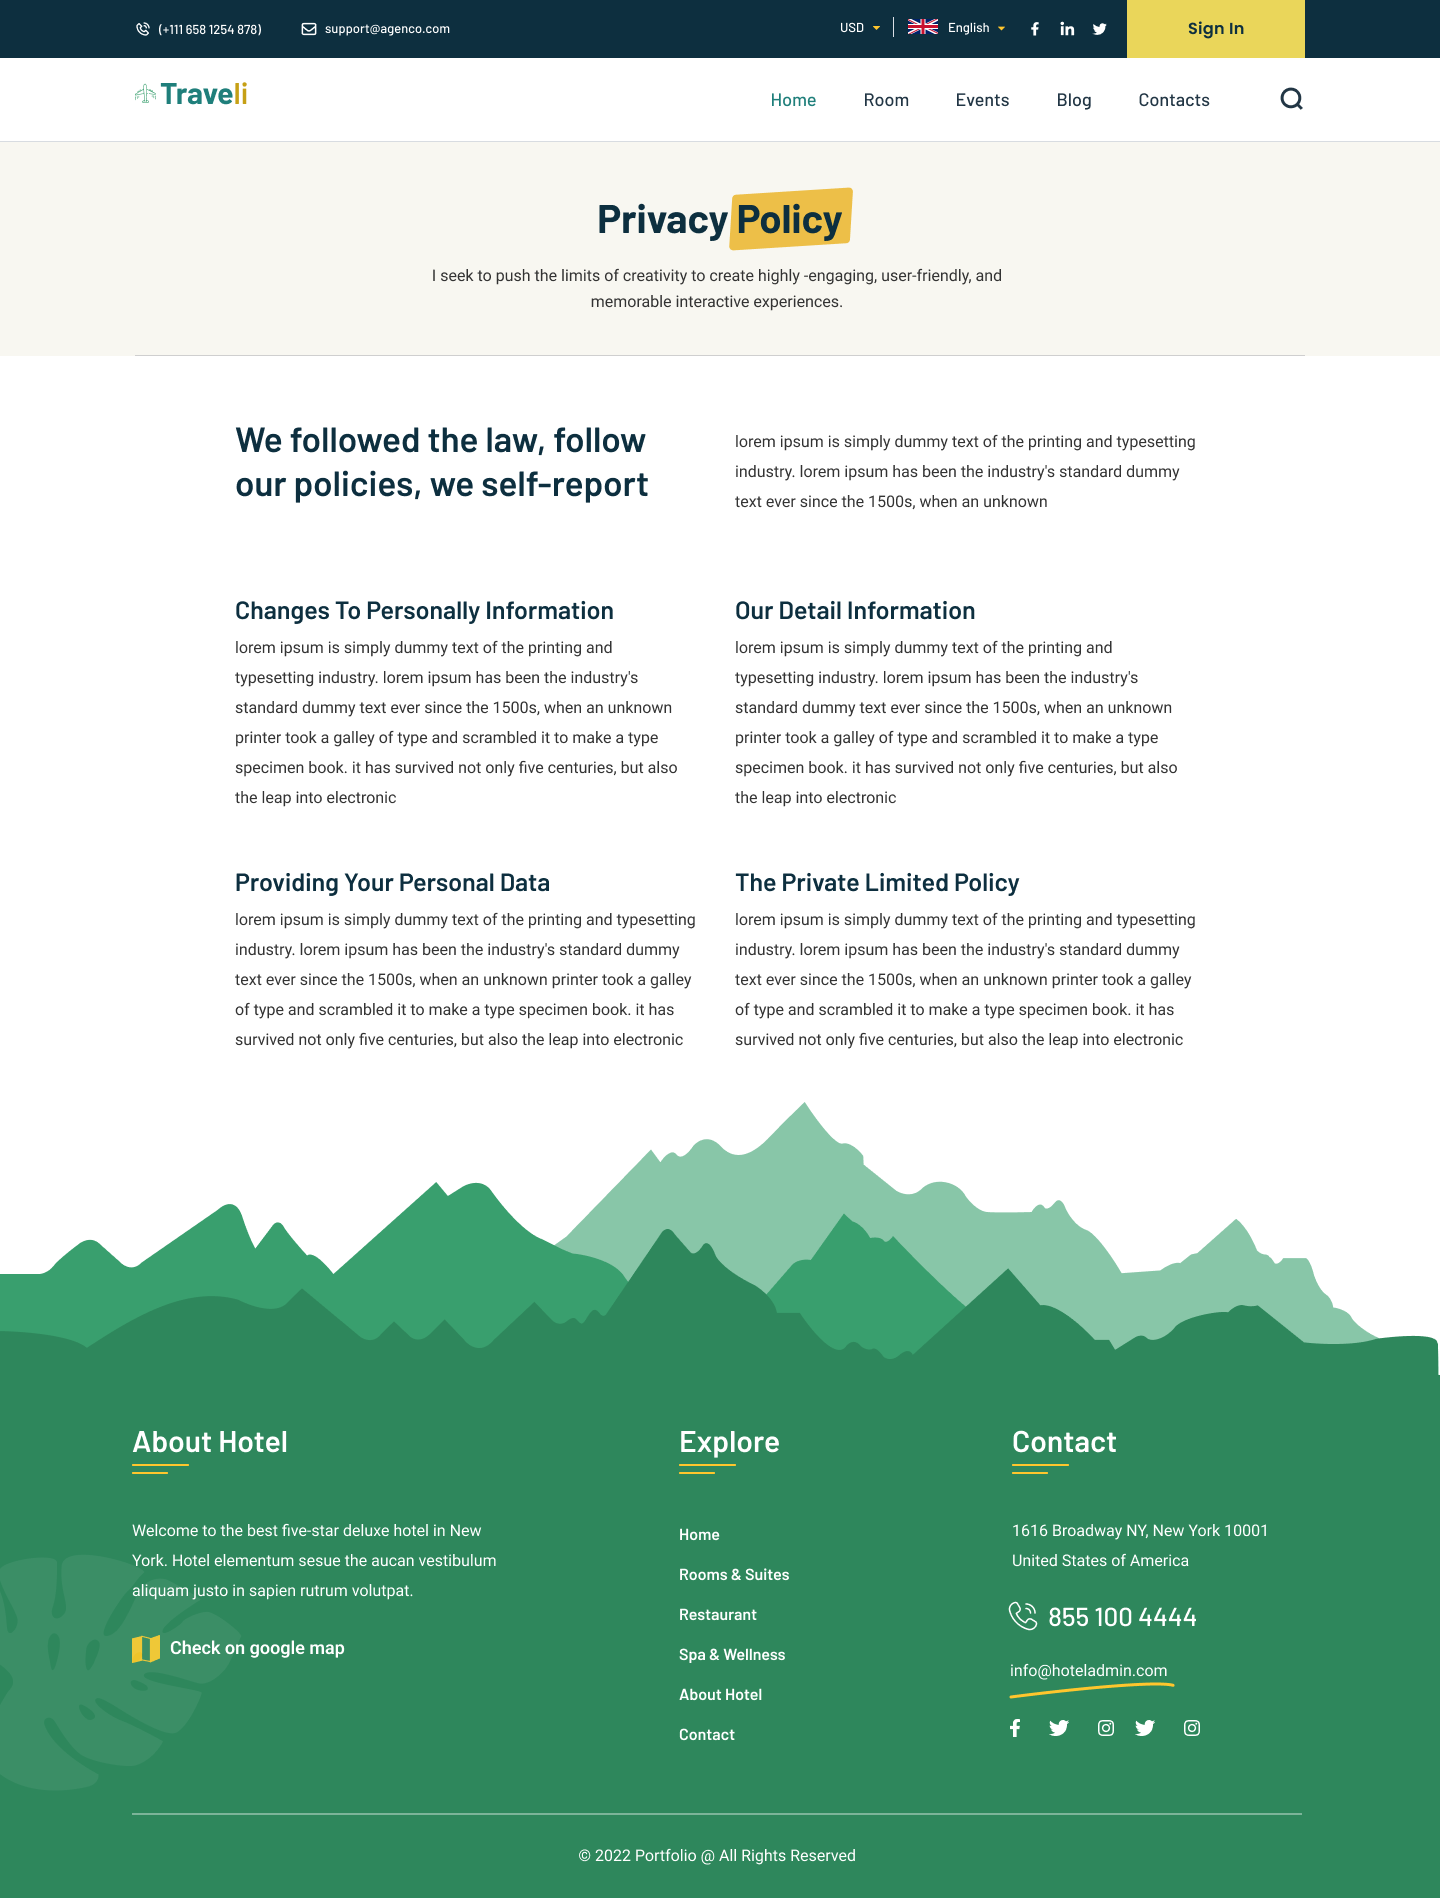 (+111 658 1254 878)
support@agenco.com
USD
English
Sign In
Traveli
Home
Room
Events
Blog
Contacts
Privacy Policy
I seek to push the limits of creativity to create highly -engaging, user-friendly, and
memorable interactive experiences.
We followed the law, follow
our policies, we self-report
lorem ipsum is simply dummy text of the printing and typesetting
industry. lorem ipsum has been the industry's standard dummy
text ever since the 1500s, when an unknown
Changes To Personally Information
lorem ipsum is simply dummy text of the printing and
typesetting industry. lorem ipsum has been the industry's
standard dummy text ever since the 1500s, when an unknown
printer took a galley of type and scrambled it to make a type
specimen book. it has survived not only five centuries, but also
the leap into electronic
Our Detail Information
lorem ipsum is simply dummy text of the printing and
typesetting industry. lorem ipsum has been the industry's
standard dummy text ever since the 1500s, when an unknown
printer took a galley of type and scrambled it to make a type
specimen book. it has survived not only five centuries, but also
the leap into electronic
Providing Your Personal Data
lorem ipsum is simply dummy text of the printing and typesetting
industry. lorem ipsum has been the industry's standard dummy
text ever since the 1500s, when an unknown printer took a galley
of type and scrambled it to make a type specimen book. it has
survived not only five centuries, but also the leap into electronic
The Private Limited Policy
lorem ipsum is simply dummy text of the printing and typesetting
industry. lorem ipsum has been the industry's standard dummy
text ever since the 1500s, when an unknown printer took a galley
of type and scrambled it to make a type specimen book. it has
survived not only five centuries, but also the leap into electronic
About Hotel
Welcome to the best five-star deluxe hotel in New
York. Hotel elementum sesue the aucan vestibulum
aliquam justo in sapien rutrum volutpat.
Check on google map
Explore
Home
Rooms & Suites
Restaurant
Spa & Wellness
About Hotel
Contact
Contact
1616 Broadway NY, New York 10001
United States of America
855 100 4444
info@hoteladmin.com
© 2022 Portfolio @ All Rights Reserved